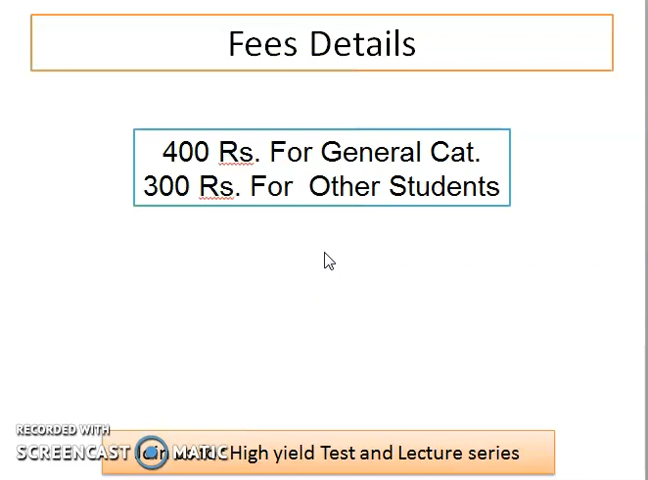 Fees Details
400 Rs. For General Cat.
300 Rs. For Other Students
RECORDED WITH
SCREENCAST MATIC
High yield Test and Lecture series